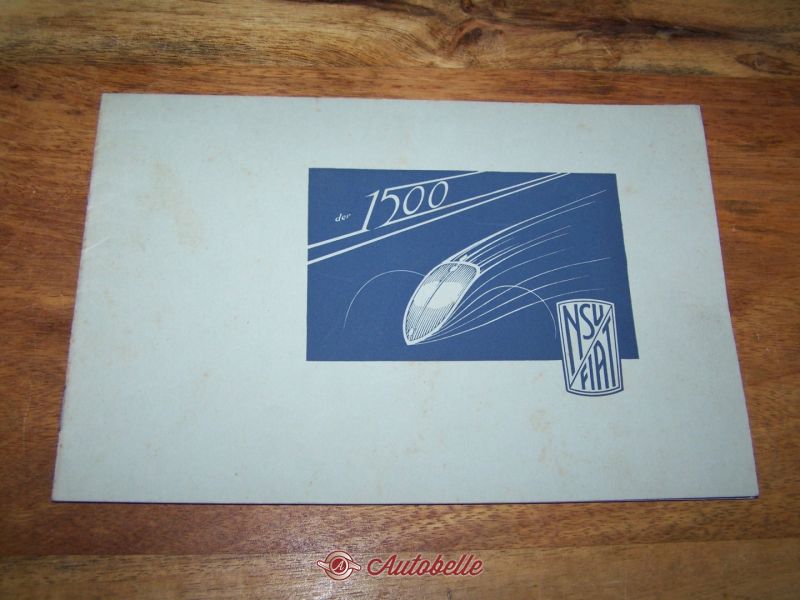 der 1500
NSU
FIAT
Autobelle